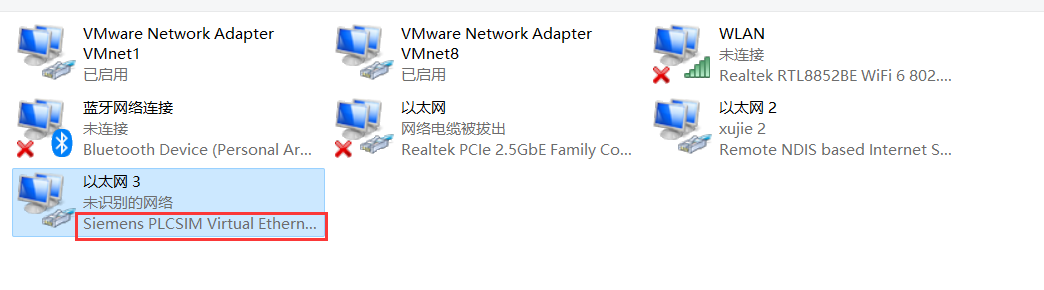 VMware Network Adapter
VMnet1
已启用
VMware Network Adapter
VMnet8
已启用
WLAN
未连接
Realtek RTL8852BE WiFi 6 802....
蓝牙网络连接
未连接
Bluetooth Device (Personal Ar...
以太网
网络电缆被拔出
Realtek PCIe 2.5GbE Family Co...
以太网 2
xujie 2
Remote NDIS based Internet S...
以太网 3
未识别的网络
Siemens PLCSIM Virtual Ethern...